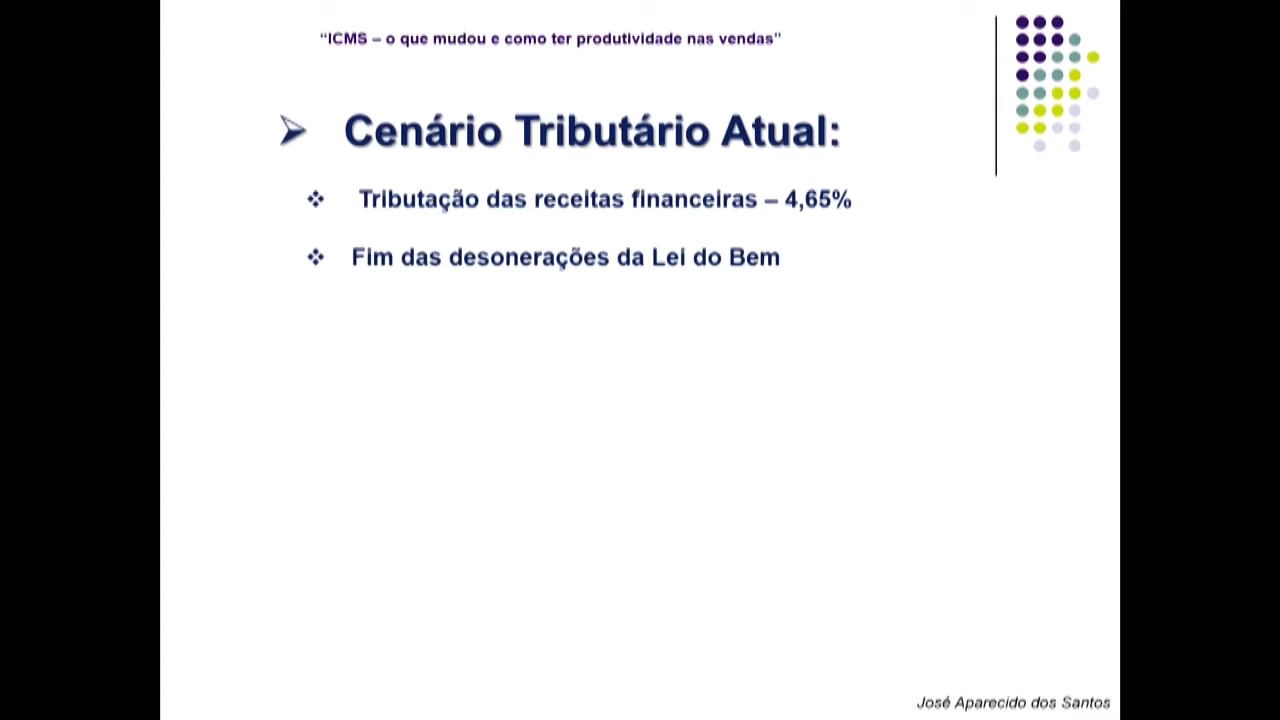 “ICMS – o que mudou e como ter produtividade nas vendas”
Cenário Tributário Atual:
Tributação das receitas financeiras – 4,65%
Fim das desonerações da Lei do Bem
José Aparecido dos Santos